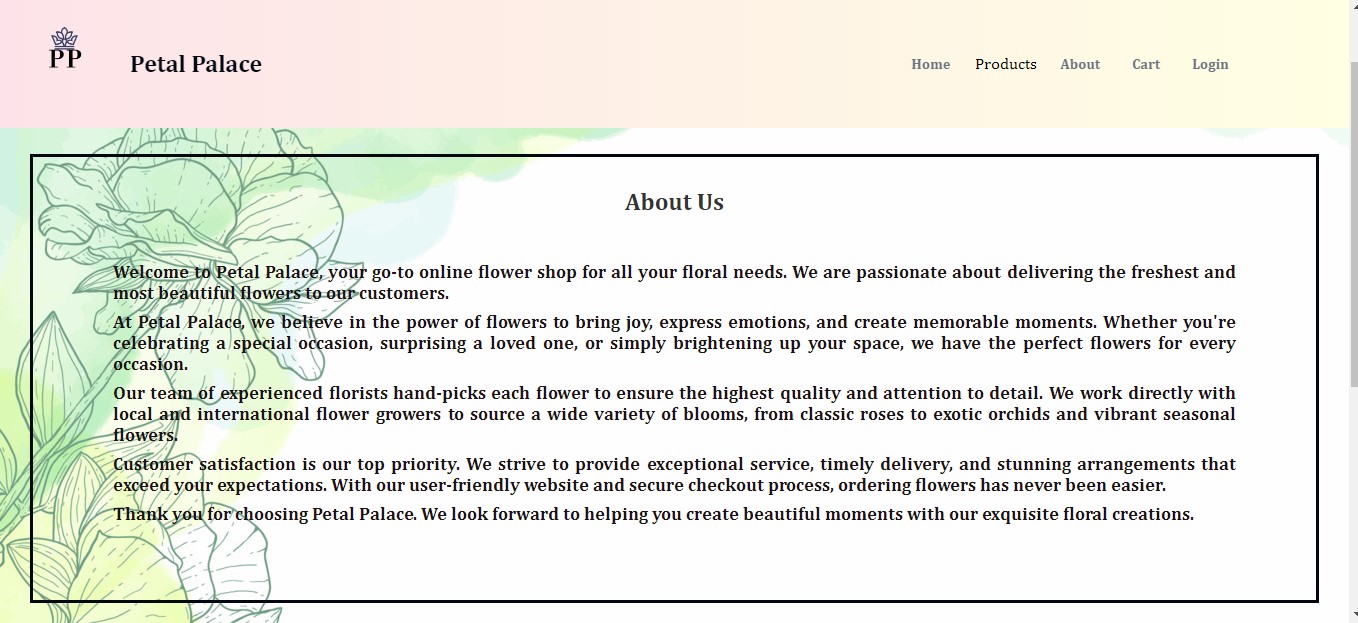 PP
Petal Palace
Home Products About Cart Login
About Us
Welcome to Petal Palace, your go-to online flower shop for all your floral needs. We are passionate about delivering the freshest and
most beautiful flowers to our customers.
At Petal Palace, we believe in the power of flowers to bring joy, express emotions, and create memorable moments. Whether you're
celebrating a special occasion, surprising a loved one, or simply brightening up your space, we have the perfect flowers for every
occasion.
Our team of experienced florists hand-picks each flower to ensure the highest quality and attention to detail. We work directly with
local and international flower growers to source a wide variety of blooms, from classic roses to exotic orchids and vibrant seasonal
flowers.
Customer satisfaction is our top priority. We strive to provide exceptional service, timely delivery, and stunning arrangements that
exceed your expectations. With our user-friendly website and secure checkout process, ordering flowers has never been easier.
Thank you for choosing Petal Palace. We look forward to helping you create beautiful moments with our exquisite floral creations.